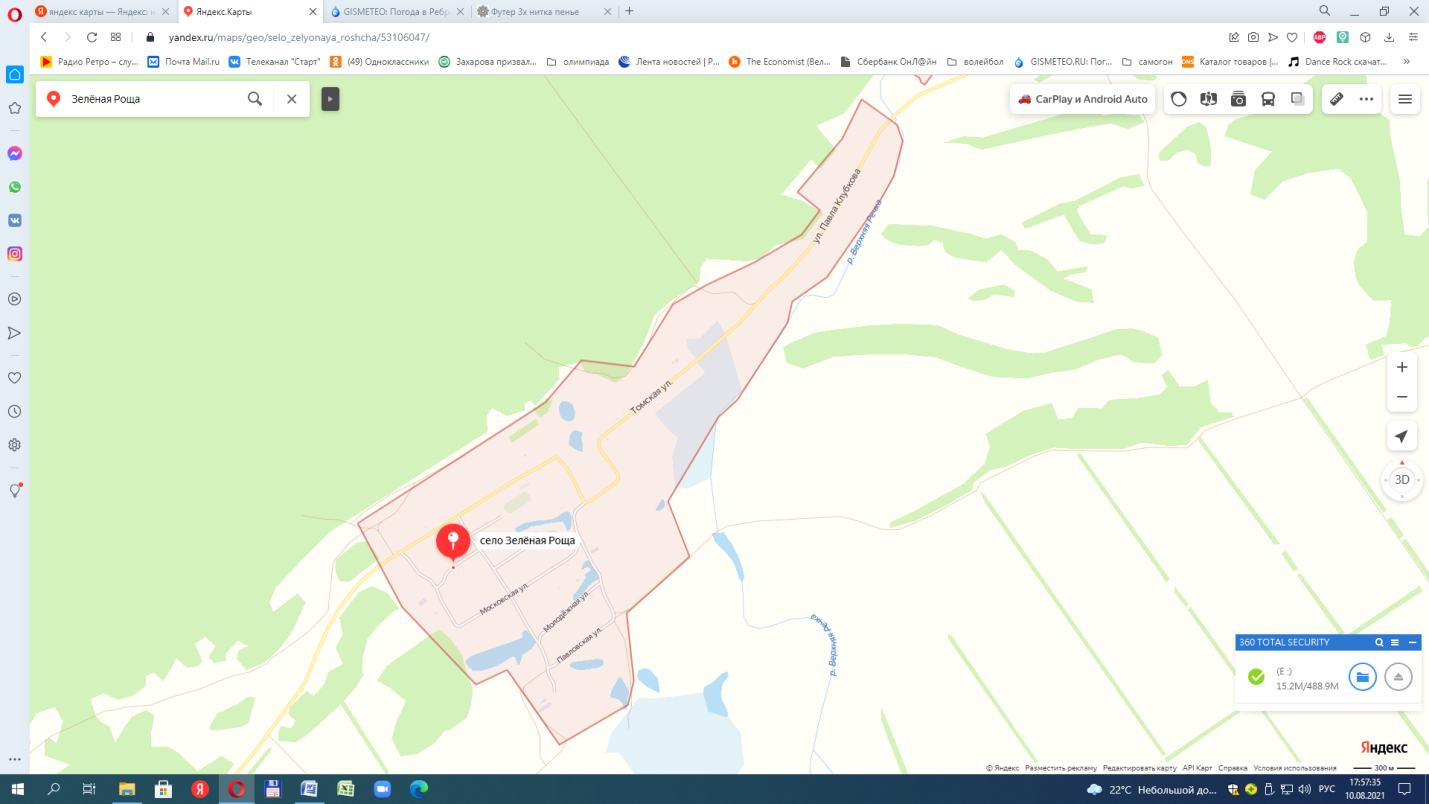 яндекс карты — Яндекс: н
Яндекс.Карты
GISMETEO: Погода в Ребр
Футер 3х нитка пенье
yandex.ru/maps/geo/selo_zelyonaya_roshcha/53106047/
ABP
Радио Ретро – слу...
Почта Mail.ru
Телеканал "Старт"
(49) Одноклассники
Захарова призвал...
олимпиада
Лента новостей | Р...
The Economist (Вел...
Сбербанк ОнЛ@йн
волейбол
GISMETEO.RU: Пог...
самогон
DNS Каталог товаров |...
Dance Rock скачат...
»
Зелёная Роща
CarPlay и Android Auto
ул. Павла Клубкова
р. Верхняя Речка
Томская ул.
село Зелёная Роща
Московская ул.
Молодёжная ул.
Павловская ул.
р. Верхняя Речка
3D
360 TOTAL SECURITY
(E :)
15.2M/488.9M
Яндекс
© Яндекс Разместить рекламу Редактировать карту API Карт Справка Условия использования 300 м
22°C Небольшой до...
РУС
17:57:35
10.08.2021